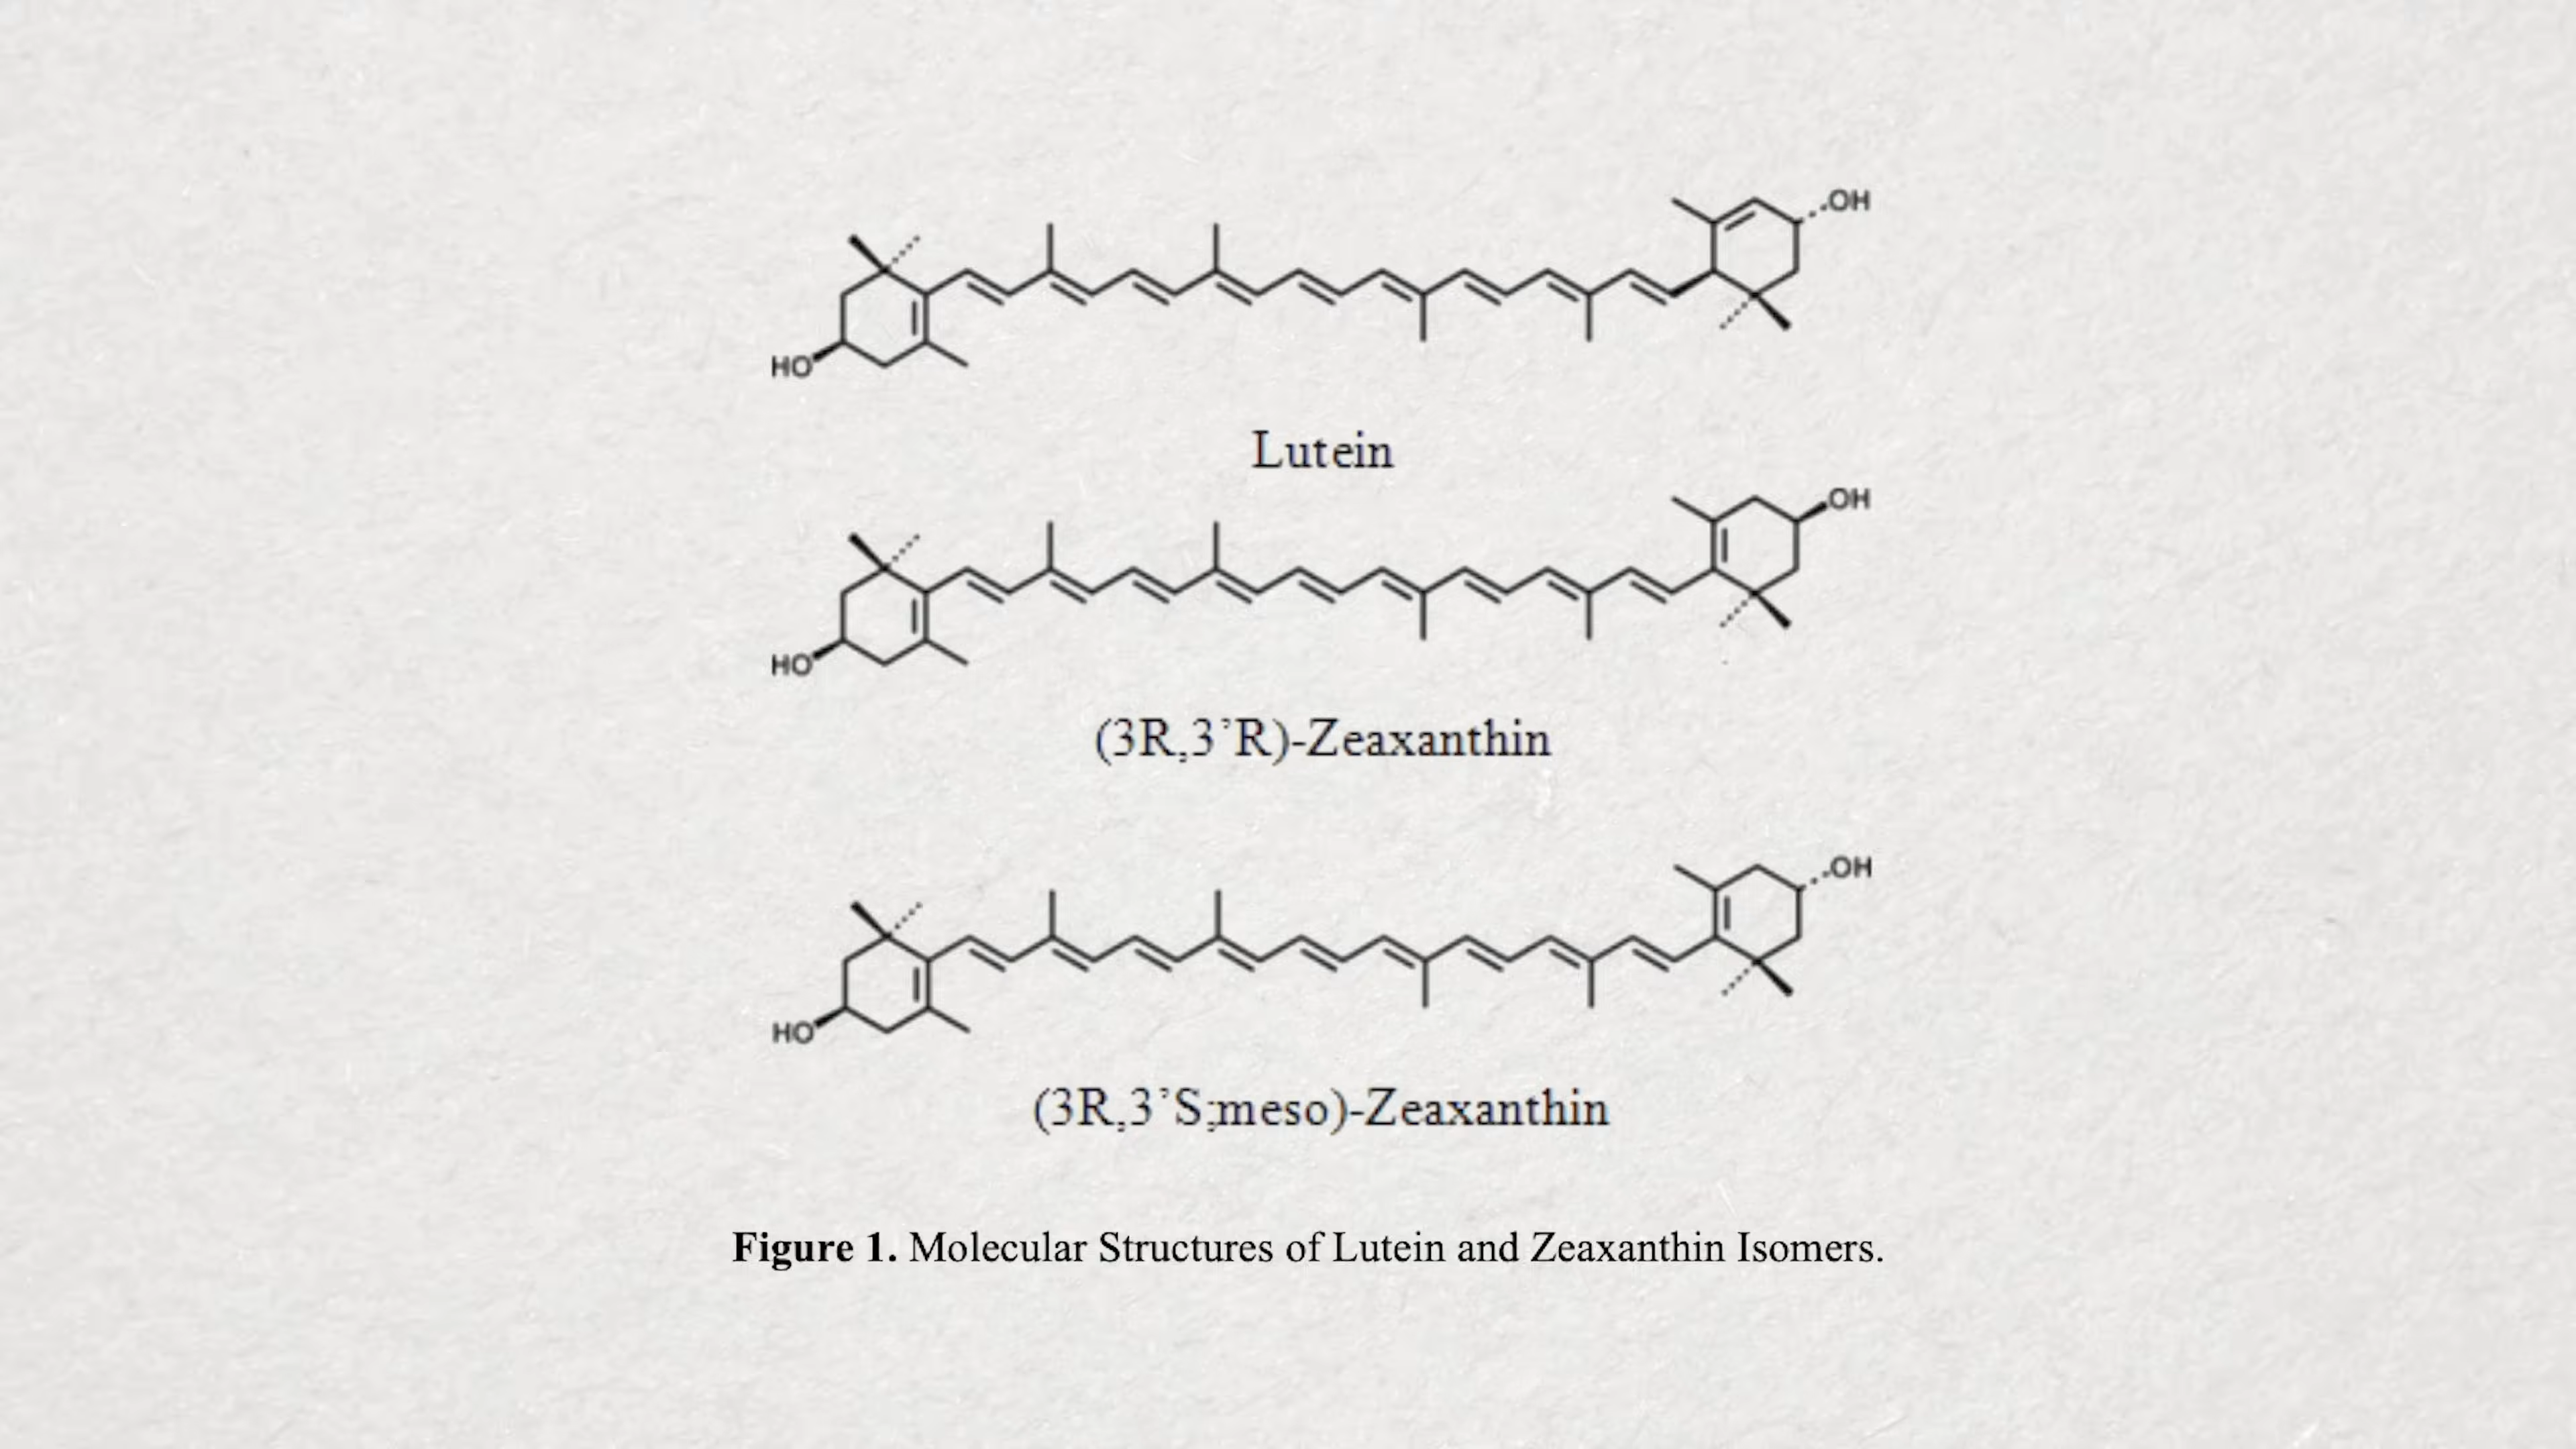 OH
HO
Lutein
OH
HO
(3R,3’R)-Zeaxanthin
OH
HO
(3R,3’S;meso)-Zeaxanthin
Figure 1. Molecular Structures of Lutein and Zeaxanthin Isomers.